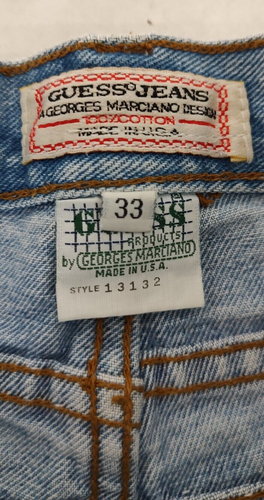 GUESS® JEANS
A GEORGES MARCIANO DESIGN
100% COTTON
MADE IN U.S.A
33
PRODUCTS
by GEORGES MARCIANO
MADE IN U.S.A.
STYLE 13132